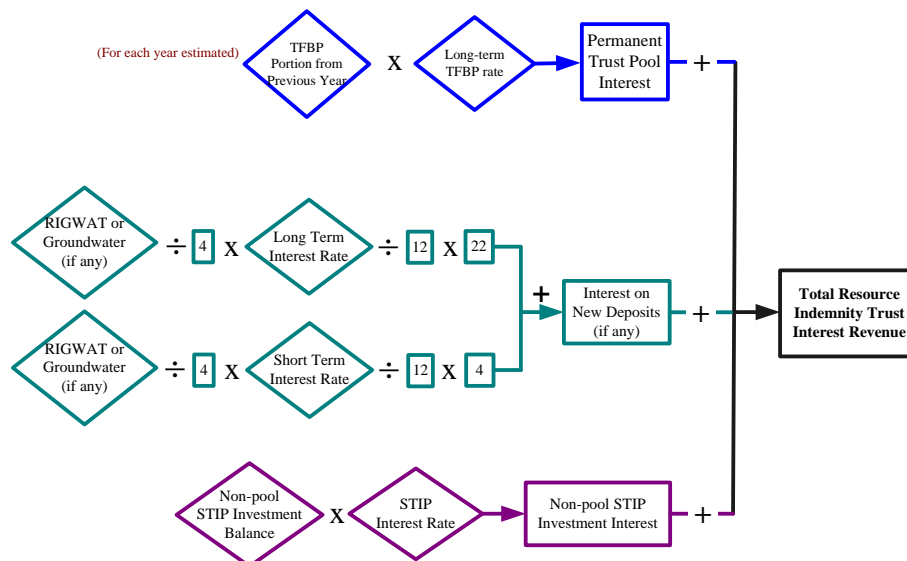 (For each year estimated)
TFBP
Portion from
Previous Year
X
Long-term
TFBP rate
Permanent
Trust Pool
Interest
+
RIGWAT or
Groundwater
(if any)
÷
4
X
Long Term
Interest Rate
÷
12
X
22
+
Interest on
New Deposits
(if any)
+
Total Resource
Indemnity Trust
Interest Revenue
RIGWAT or
Groundwater
(if any)
÷
4
X
Short Term
Interest Rate
÷
12
X
4
Non-pool
STIP Investment
Balance
X
STIP
Interest Rate
Non-pool STIP
Investment Interest
+